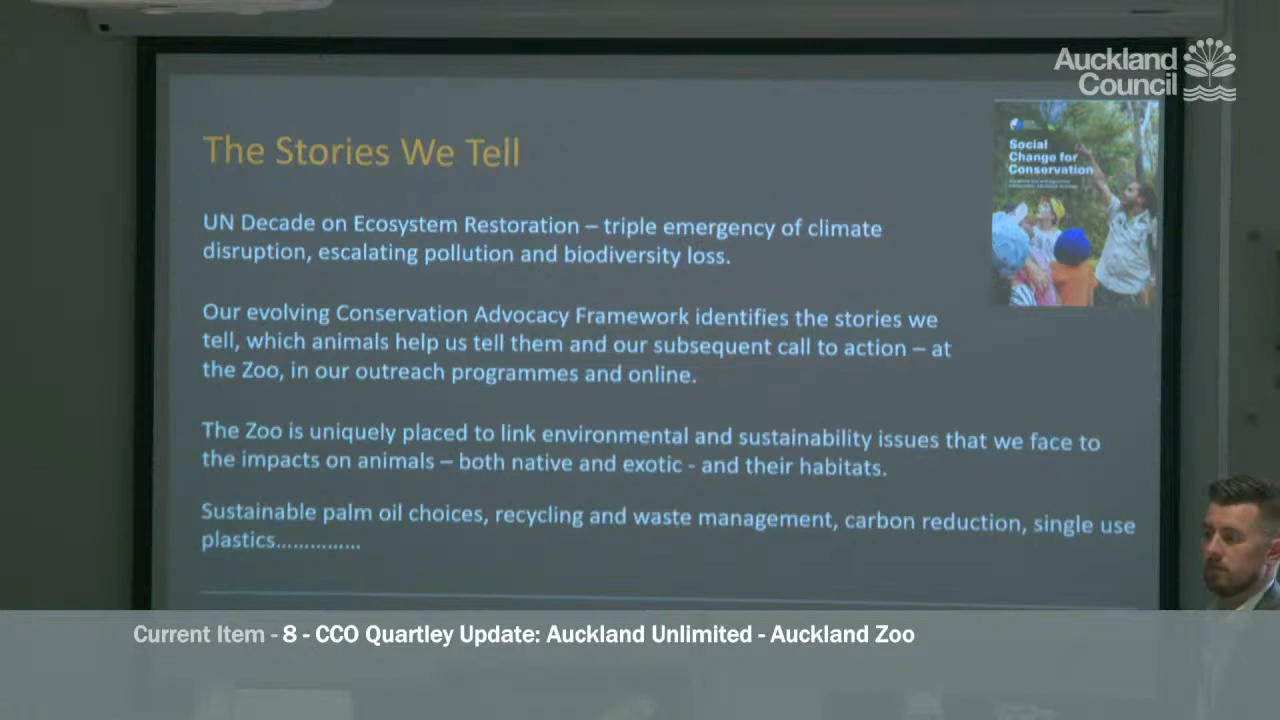 Auckland
Council
The Stories We Tell
Social
Change for
Conservation
UN Decade on Ecosystem Restoration – triple emergency of climate
disruption, escalating pollution and biodiversity loss.
Our evolving Conservation Advocacy Framework identifies the stories we
tell, which animals help us tell them and our subsequent call to action – at
the Zoo, in our outreach programmes and online.
The Zoo is uniquely placed to link environmental and sustainability issues that we face to
the impacts on animals – both native and exotic - and their habitats.
Sustainable palm oil choices, recycling and waste management, carbon reduction, single use
plastics……………
Current Item - 8 - CCO Quartley Update: Auckland Unlimited - Auckland Zoo